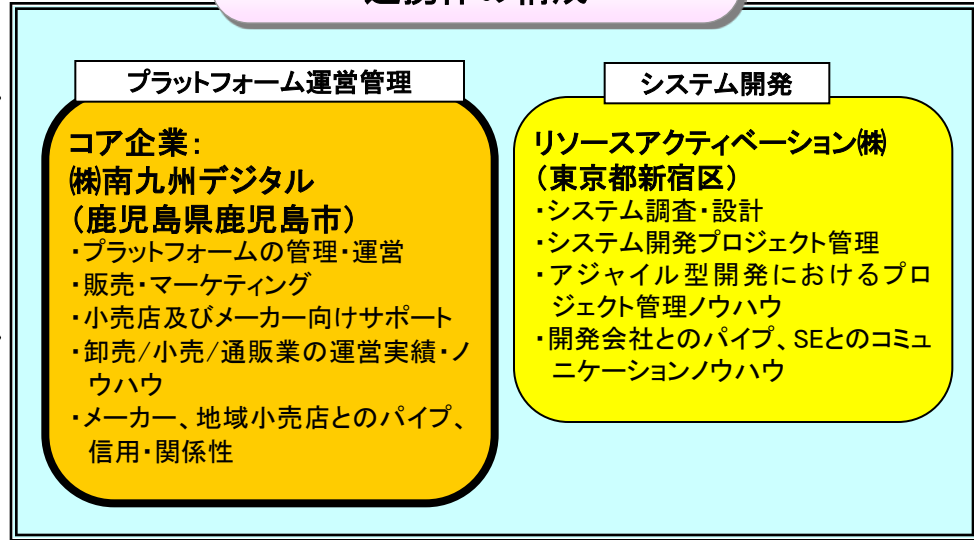 連携体の構成
プラットフォーム運営管理
コア企業：
㈱南九州デジタル
（鹿児島県鹿児島市）
・プラットフォームの管理・運営
・販売・マーケティング
・小売店及びメーカー向けサポート
・卸売/小売/通販業の運営実績・ノ
ウハウ
・メーカー、地域小売店とのパイプ、
信用・関係性
システム開発
リソースアクティベーション㈱
（東京都新宿区）
・システム調査・設計
・システム開発プロジェクト管理
・アジャイル型開発におけるプロ
ジェクト管理ノウハウ
・開発会社とのパイプ、SEとのコミュ
ニケーションノウハウ